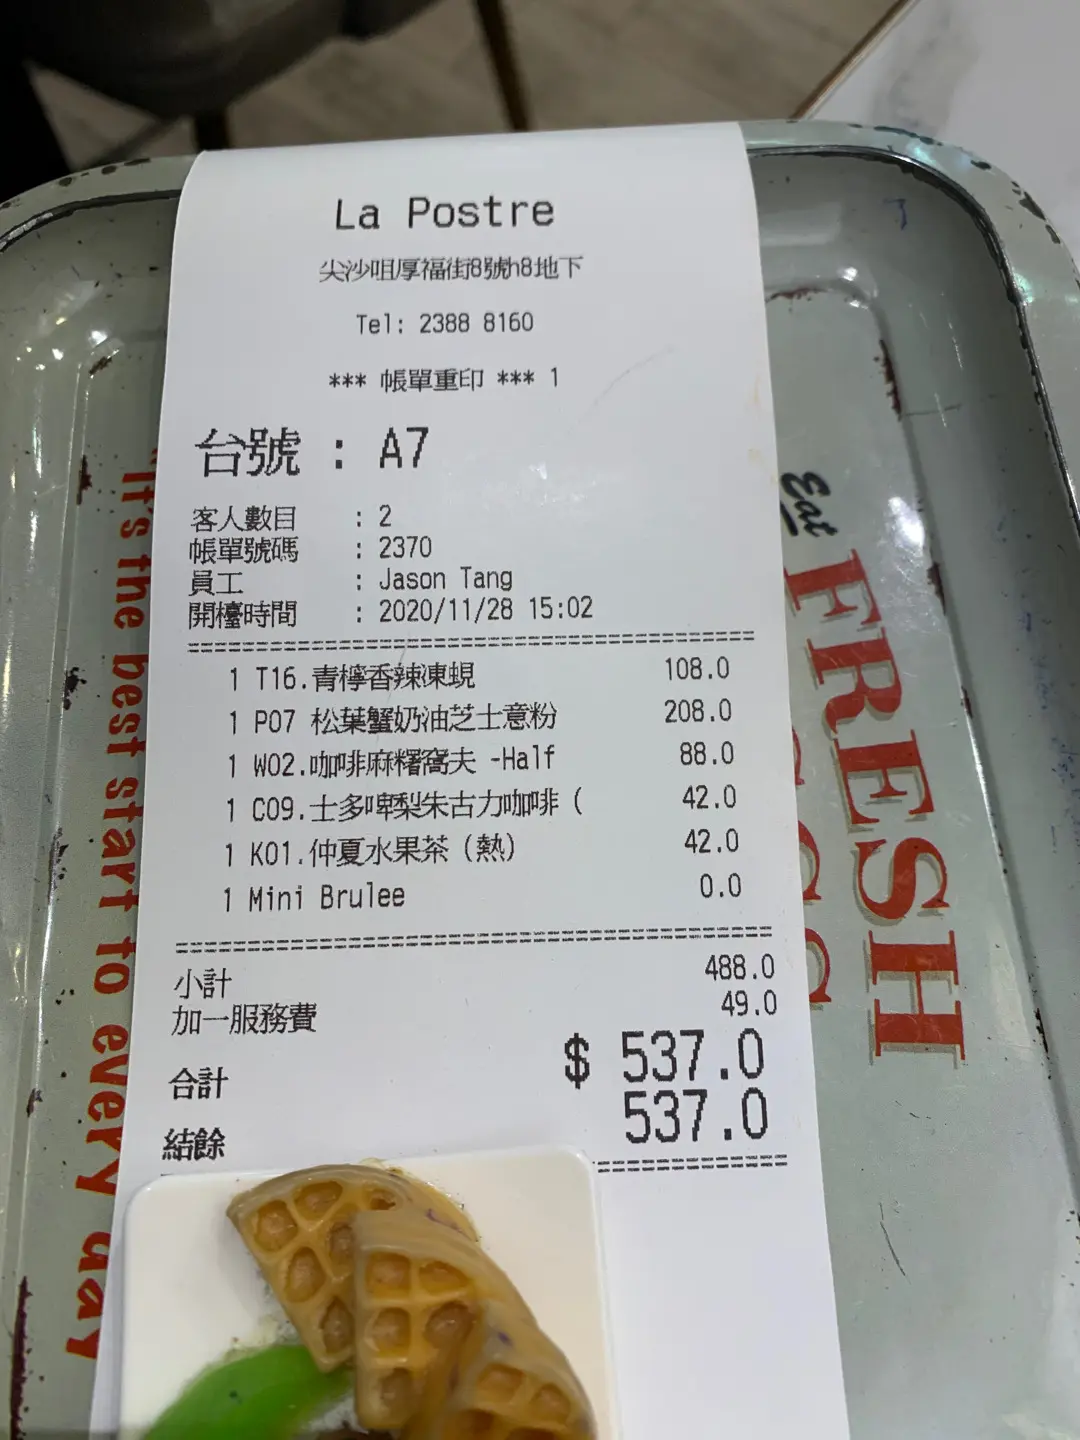 La Postre
尖沙咀厚福街8號h8地下
Tel: 2388 8160
*** 帳單重印 *** 1
台號 : A7
客人數目 : 2
帳單號碼 : 2370
員工 : Jason Tang
開檯時間 : 2020/11/28 15:02
1 T16.青檸香辣凍蜆 108.0
1 P07 松葉蟹奶油芝士意粉 208.0
1 W02.咖啡麻糬窩夫 -Half 88.0
1 C09.士多啤梨朱古力咖啡 ( 42.0
1 K01.仲夏水果茶 (熱) 42.0
1 Mini Brulee 0.0
小計 488.0
加一服務費 49.0
合計 $ 537.0
結餘 537.0
"It's the best start to every day
Eat
FRESH